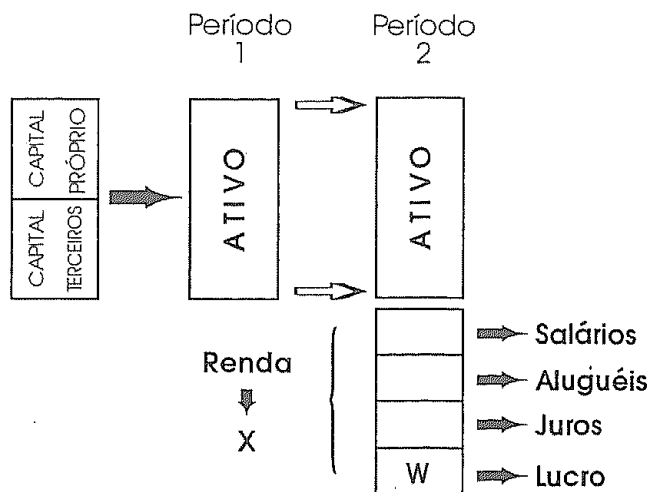 Período
1
Período
2
CAPITAL
PRÓPRIO
CAPITAL
TERCEIROS
ATIVO
ATIVO
Renda
X
Salários
Aluguéis
Juros
W
Lucro